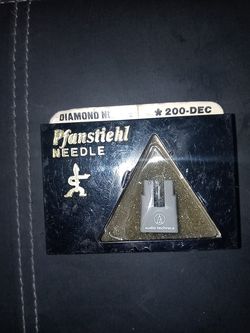 DIAMOND N
* 200-DEC
Pfanstiehl
NEEDLE
audio-technica